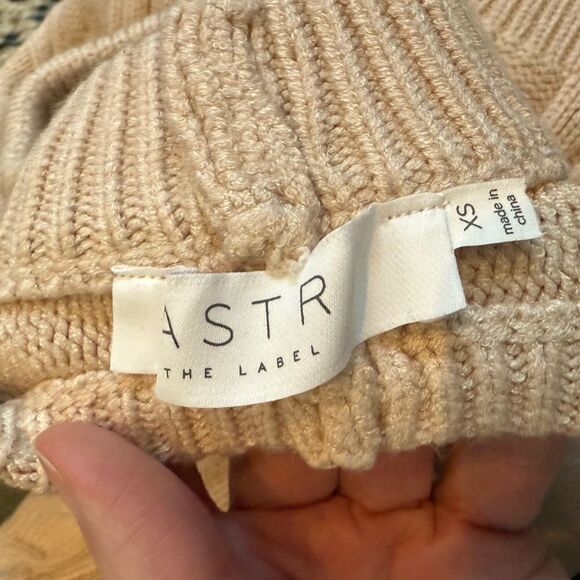 ASTR
THE LABEL
XS
made in
china